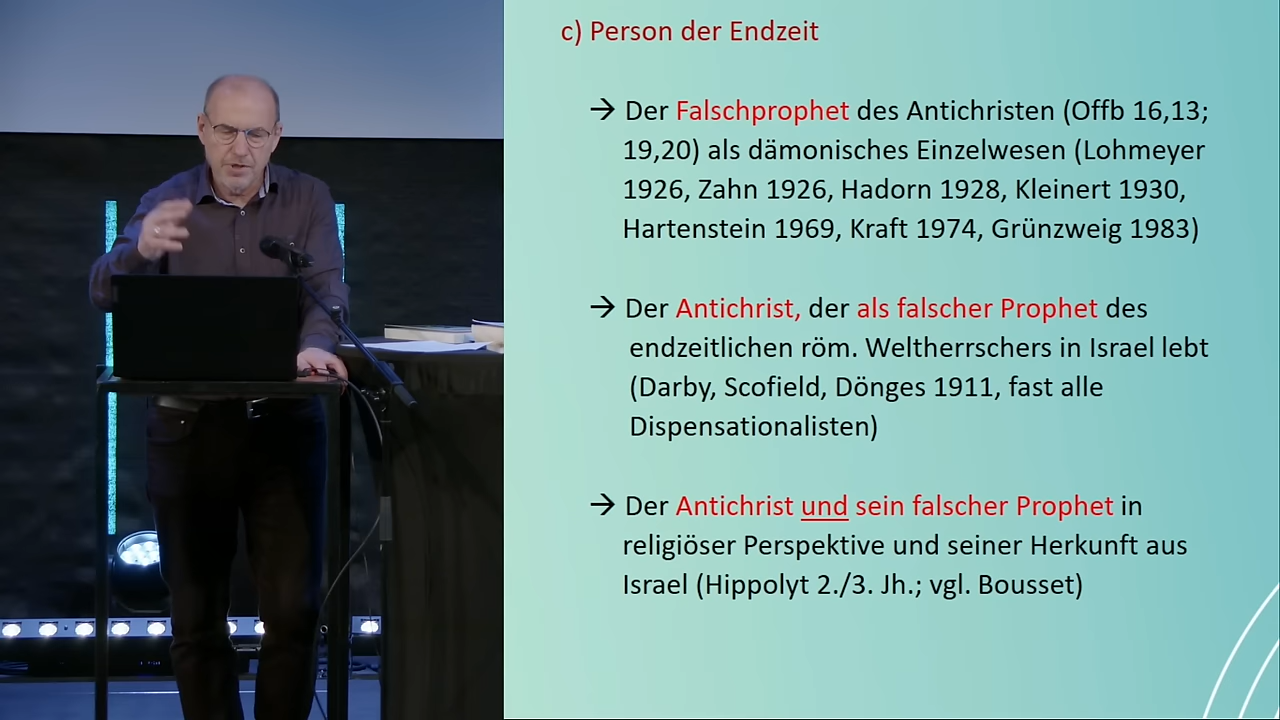 c) Person der Endzeit
→ Der Falschprophet des Antichristen (Offb 16,13;
19,20) als dämonisches Einzelwesen (Lohmeyer
1926, Zahn 1926, Hadorn 1928, Kleinert 1930,
Hartenstein 1969, Kraft 1974, Grünzweig 1983)
→ Der Antichrist, der als falscher Prophet des
endzeitlichen röm. Weltherrschers in Israel lebt
(Darby, Scofield, Dönges 1911, fast alle
Dispensationalisten)
→ Der Antichrist und sein falscher Prophet in
religiöser Perspektive und seiner Herkunft aus
Israel (Hippolyt 2./3. Jh.; vgl. Bousset)